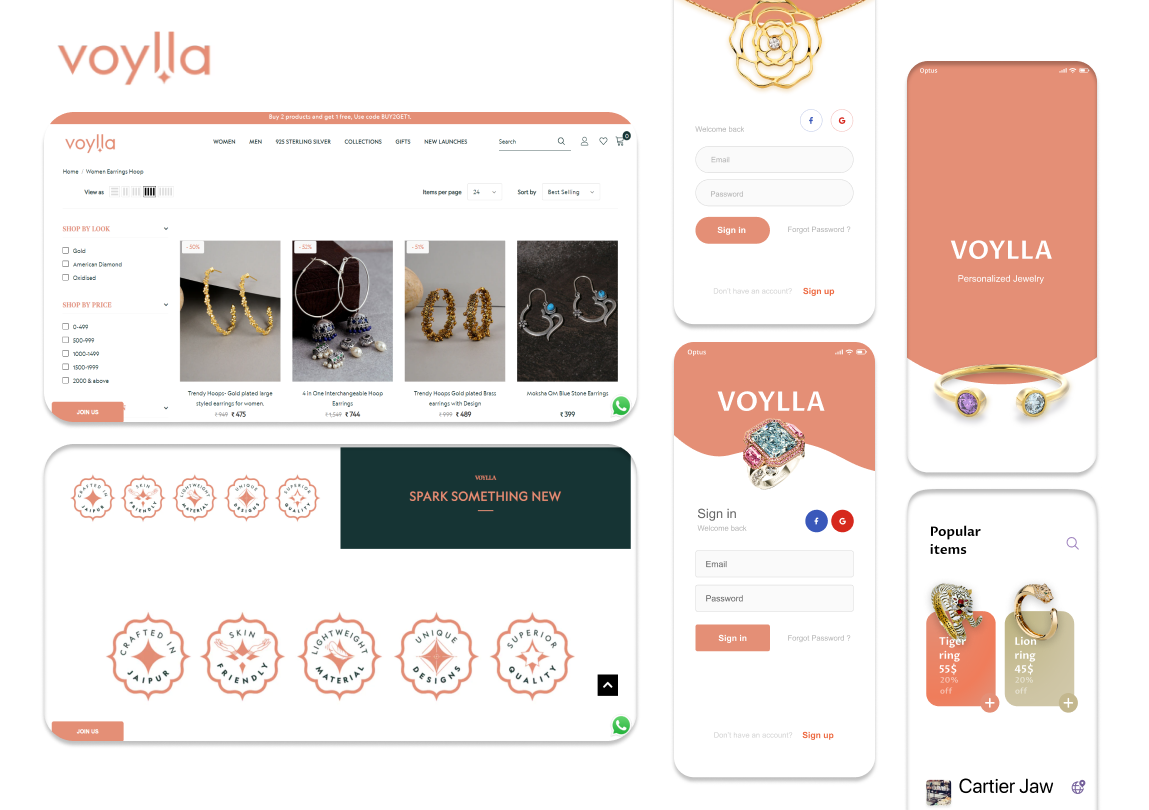 voylla
Buy 2 products and get 1 free, Use code BUY2GET1.
voylla
WOMEN
MEN
925 STERLING SILVER
COLLECTIONS
GIFTS
NEW LAUNCHES
Search
0
Home / Women Earrings Hoop
View as
Items per page
24
Sort by
Best Selling
SHOP BY LOOK
Gold
American Diamond
Oxidised
SHOP BY PRICE
0-499
500-999
1000-1499
1500-1999
2000 & above
JOIN US
-50%
Trendy Hoops- Gold plated large
styled earrings for women.
₹ 949 ₹ 475
-52%
4 in One Interchangeable Hoop
Earrings
₹ 1,549 ₹ 744
-51%
Trendy Hoops Gold plated Brass
earrings with Design
₹ 999 ₹ 489
Moksha OM Blue Stone Earrings
₹ 399
CRAFTED IN JAIPUR
SKIN FRIENDLY
LIGHTWEIGHT MATERIAL
UNIQUE DESIGNS
SUPERIOR QUALITY
VOYLLA
SPARK SOMETHING NEW
CRAFTED IN JAIPUR
SKIN FRIENDLY
LIGHTWEIGHT MATERIAL
UNIQUE DESIGNS
SUPERIOR QUALITY
JOIN US
Welcome back
f
G
Email
Password
Sign in
Forgot Password ?
Don't have an account? Sign up
Optus
VOYLLA
Sign in
Welcome back
f
G
Email
Password
Sign in
Forgot Password ?
Don't have an account? Sign up
Optus
VOYLLA
Personalized Jewelry
Popular
items
Tiger
ring
55$
20%
off
Lion
ring
45$
20%
off
Cartier Jaw